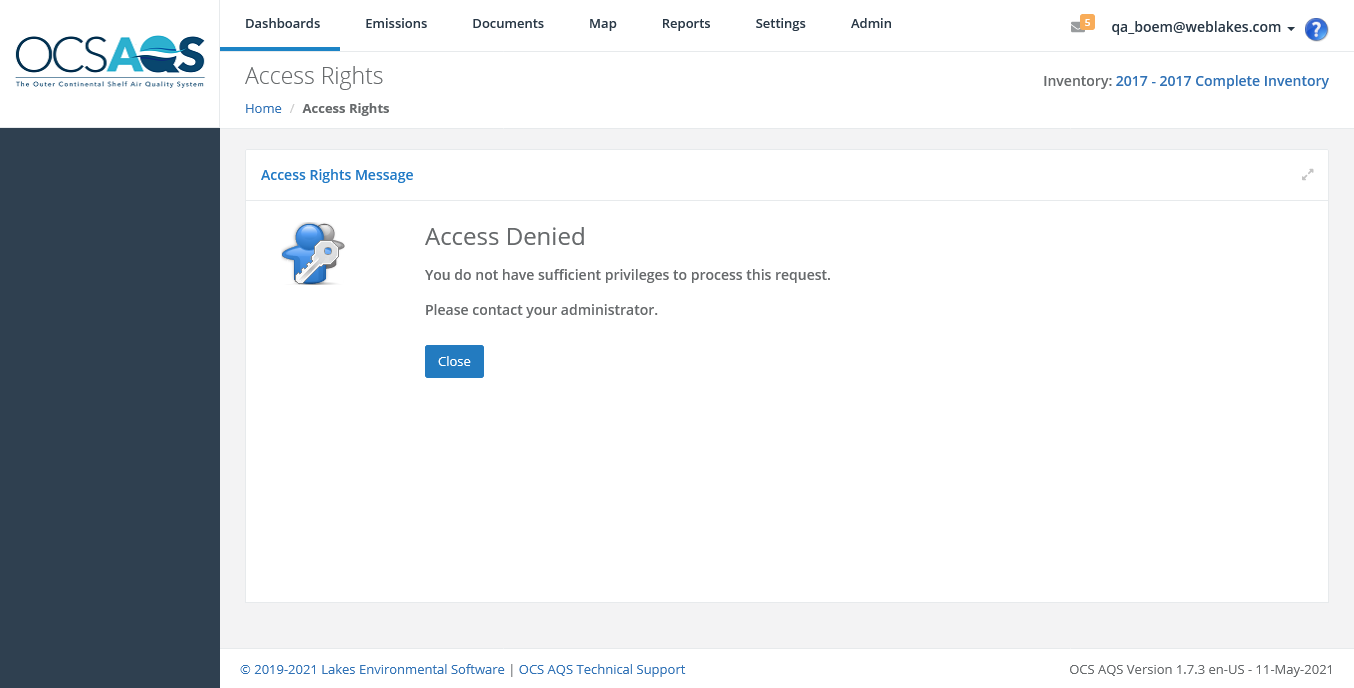 OCSAQS
The Outer Continental Shelf Air Quality System
Dashboards Emissions Documents Map Reports Settings Admin 5 qa_boem@weblakes.com ?
Access Rights
Inventory: 2017 - 2017 Complete Inventory
Home / Access Rights
Access Rights Message
Access Denied
You do not have sufficient privileges to process this request.
Please contact your administrator.
Close
© 2019-2021 Lakes Environmental Software | OCS AQS Technical Support
OCS AQS Version 1.7.3 en-US - 11-May-2021